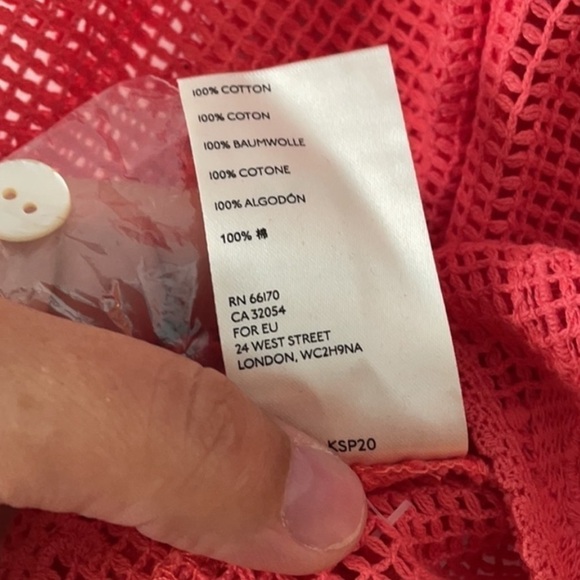 100% COTTON
100% COTON
100% BAUMWOLLE
100% COTONE
100% ALGODÓN
100% 棉
RN 66170
CA 32054
FOR EU
24 WEST STREET
LONDON, WC2H9NA
KSP20